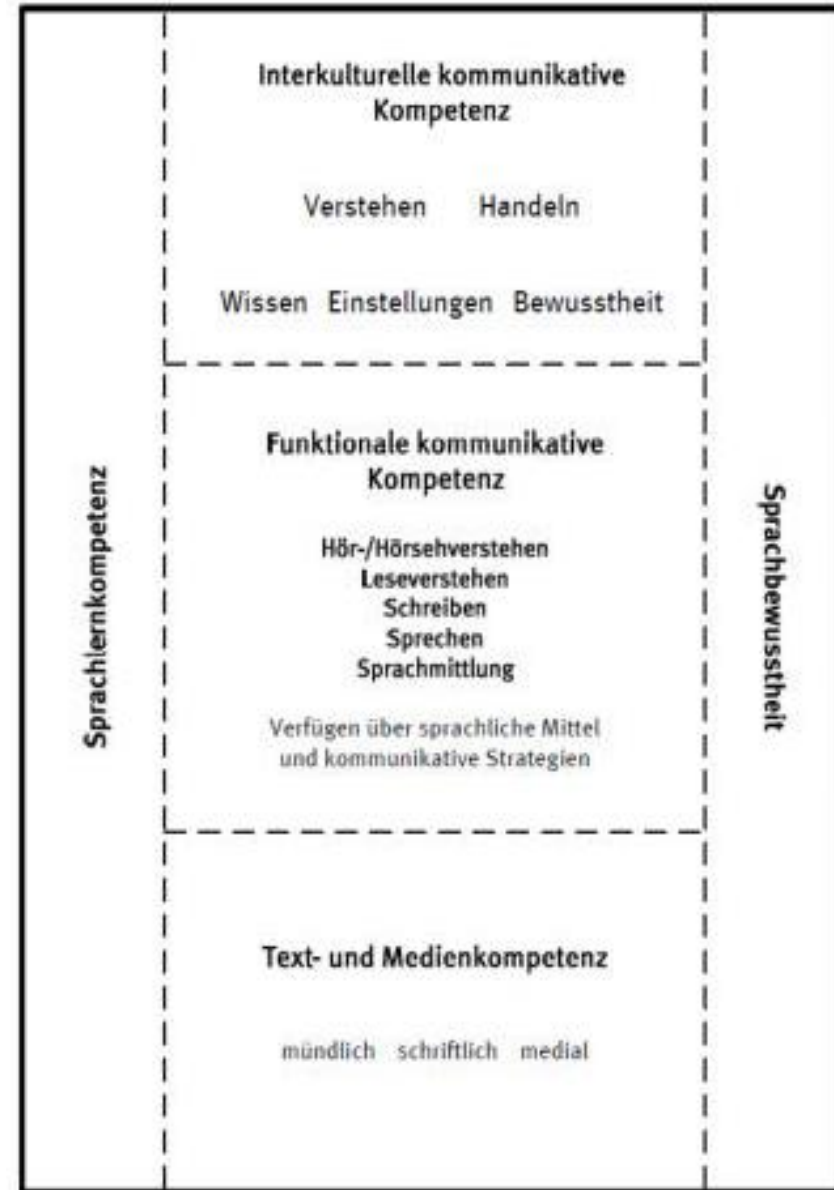 Interkulturelle kommunikative
Kompetenz
Verstehen Handeln
Wissen Einstellungen Bewusstheit
Sprachlernkompetenz
Funktionale kommunikative
Kompetenz
Hör-/Hörsehverstehen
Leseverstehen
Schreiben
Sprechen
Sprachmittlung
Verfügen über sprachliche Mittel
und kommunikative Strategien
Sprachbewusstheit
Text- und Medienkompetenz
mündlich schriftlich medial